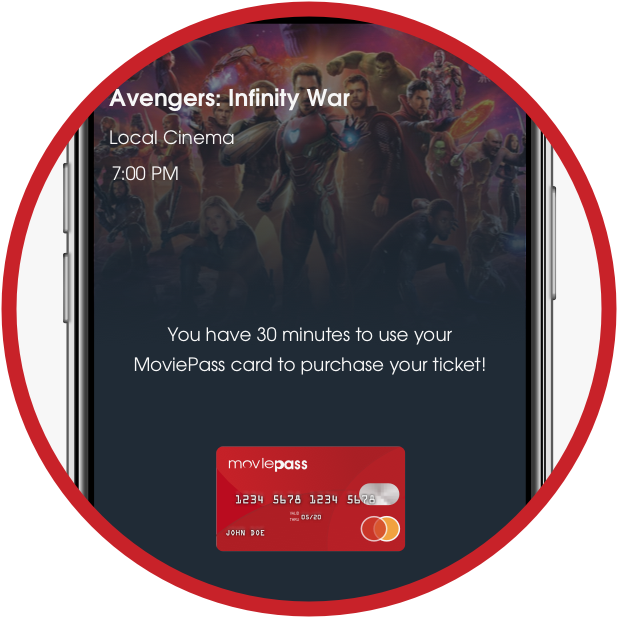 Avengers: Infinity War
Local Cinema
7:00 PM
You have 30 minutes to use your
MoviePass card to purchase your ticket!
moviepass
1234 5678 1234 5678
VALID
THRU 05/20
JOHN DOE